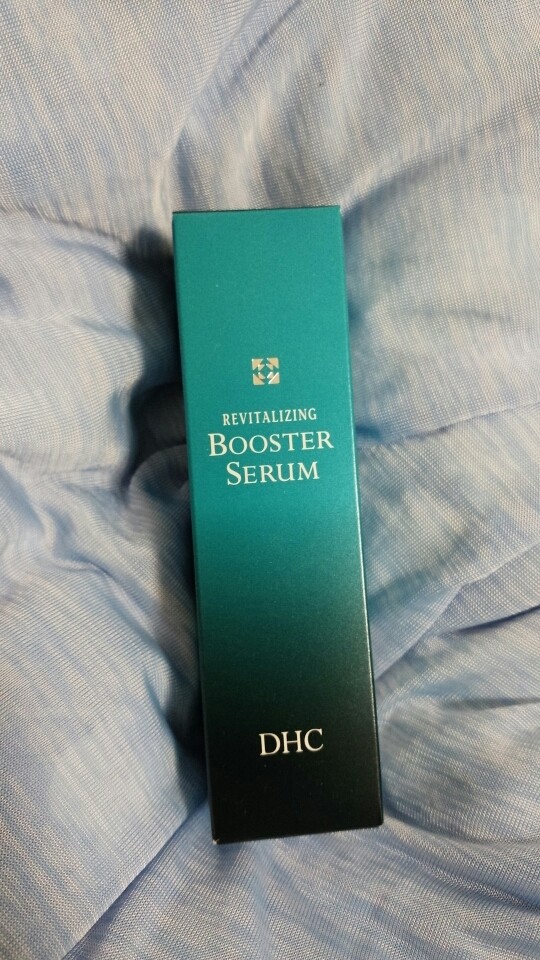 REVITALIZING
BOOSTER
SERUM
DHC